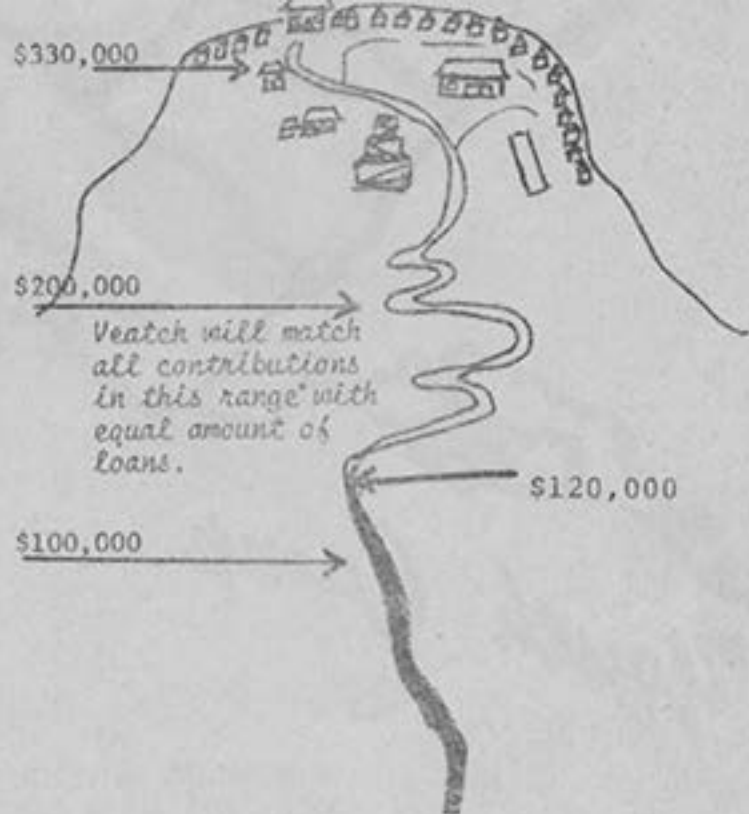 $330,000
$200,000
Veatch will match
all contributions
in this range with
equal amount of
loans.
$120,000
$100,000